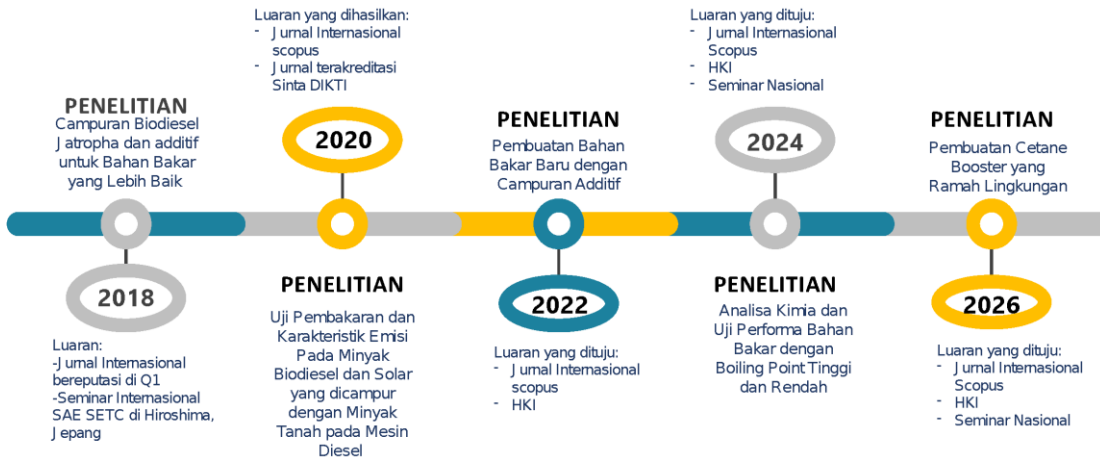 PENELITIAN
Campuran Biodiesel
Jatropha dan additif
untuk Bahan Bakar
yang Lebih Baik
2018
Luaran:
-Jurnal Internasional
bereputasi di Q1
-Seminar Internasional
SAE SETC di Hiroshima,
Jepang
Luaran yang dihasilkan:
- Jurnal Internasional
scopus
- Jurnal terakreditasi
Sinta DIKTI
2020
PENELITIAN
Uji Pembakaran dan
Karakteristik Emisi
Pada Minyak
Biodiesel dan Solar
yang dicampur
dengan Minyak
Tanah pada Mesin
Diesel
PENELITIAN
Pembuatan Bahan
Bakar Baru dengan
Campuran Additif
2022
Luaran yang dituju:
- Jurnal Internasional
scopus
- HKI
Luaran yang dituju:
- Jurnal Internasional
Scopus
- HKI
- Seminar Nasional
2024
PENELITIAN
Analisa Kimia dan
Uji Performa Bahan
Bakar dengan
Boiling Point Tinggi
dan Rendah
PENELITIAN
Pembuatan Cetane
Booster yang
Ramah Lingkungan
2026
Luaran yang dituju:
- Jurnal Internasional
Scopus
- HKI
- Seminar Nasional